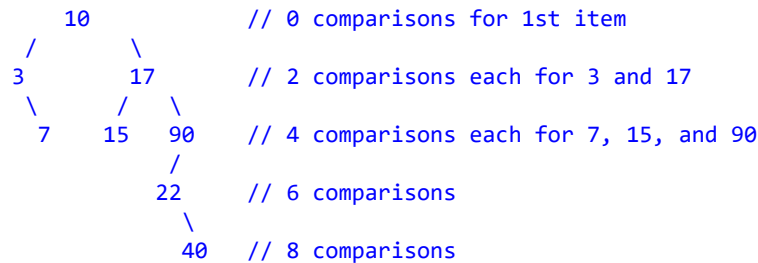 10 // 0 comparisons for 1st item
/ \
3 17 // 2 comparisons each for 3 and 17
\ / \
7 15 90 // 4 comparisons each for 7, 15, and 90
/
22 // 6 comparisons
\
40 // 8 comparisons